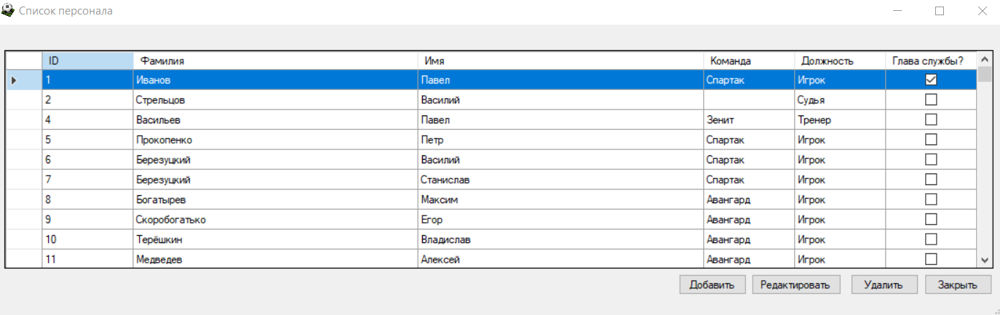 Список персонала
ID Фамилия Имя Команда Должность Глава службы?
1 Иванов Павел Спартак Игрок
2 Стрельцов Василий Судья
4 Васильев Павел Зенит Тренер
5 Прокопенко Петр Спартак Игрок
6 Березуцкий Василий Спартак Игрок
7 Березуцкий Станислав Спартак Игрок
8 Богатырев Максим Авангард Игрок
9 Скоробогатько Егор Авангард Игрок
10 Терёшкин Владислав Авангард Игрок
11 Медведев Алексей Авангард Игрок
Добавить Редактировать Удалить Закрыть